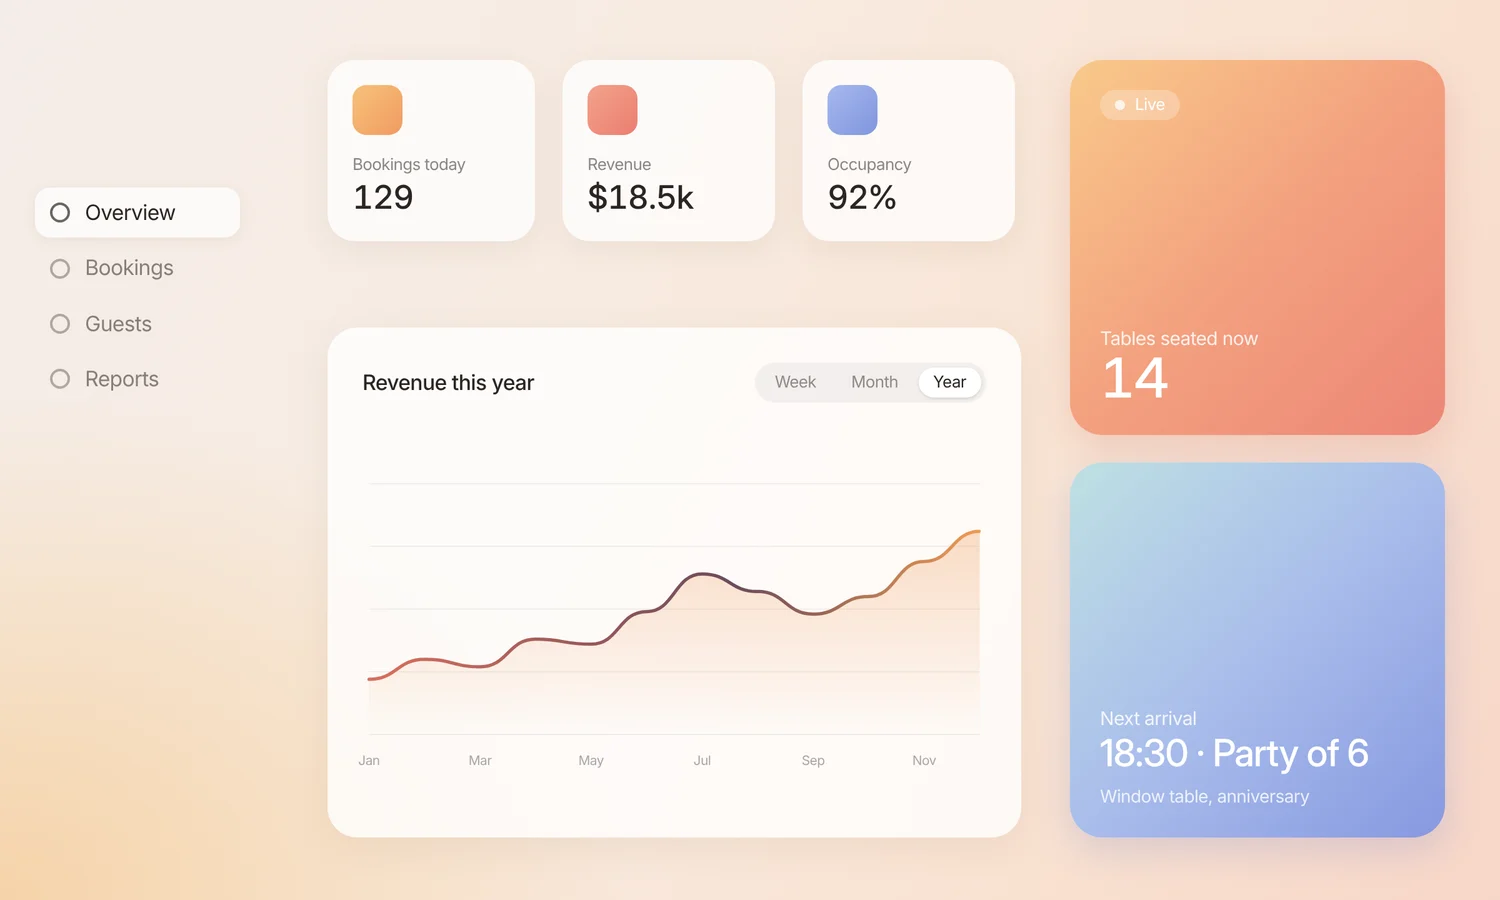 Overview
Bookings
Guests
Reports
Bookings today
129
Revenue
$18.5k
Occupancy
92%
Revenue this year
Week
Month
Year
Jan
Mar
May
Jul
Sep
Nov
Live
Tables seated now
14
Next arrival
18:30 · Party of 6
Window table, anniversary